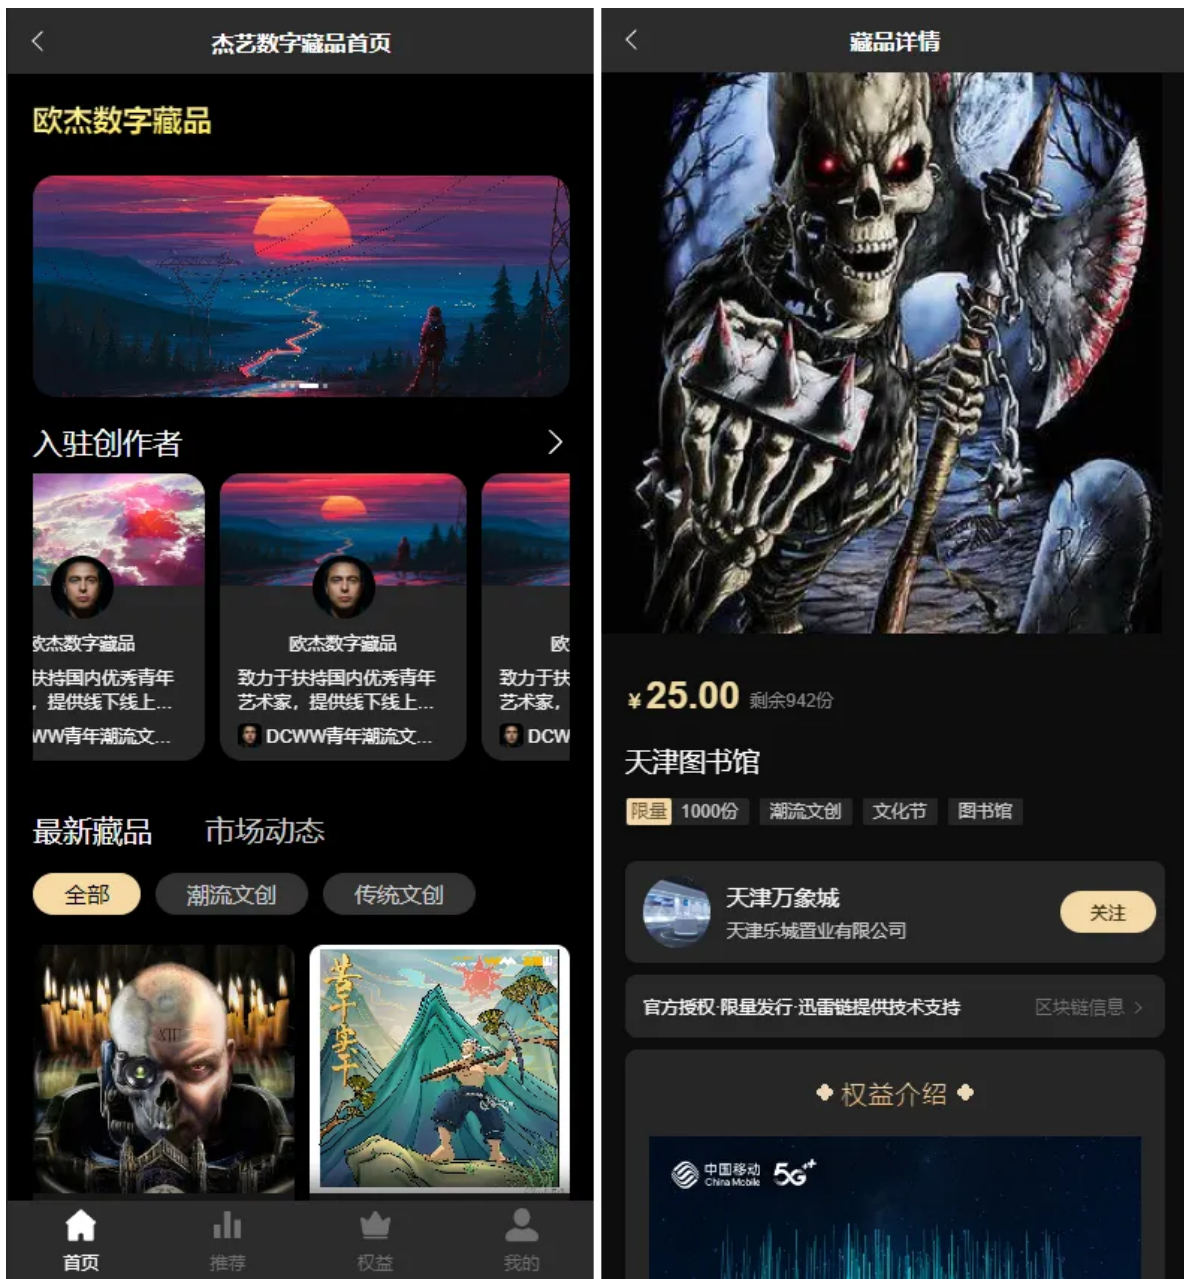 杰艺数字藏品首页
欧杰数字藏品
入驻创作者
欧杰数字藏品
扶持国内优秀青年
，提供线下线上...
WW青年潮流文...
欧杰数字藏品
致力于扶持国内优秀青年
艺术家，提供线下线上...
DCWW青年潮流文...
欧
致力于扶
艺术家，
DCW
最新藏品 市场动态
全部 潮流文创 传统文创
XII
苦干实干
首页 推荐 权益 我的
藏品详情
¥25.00 剩余942份
天津图书馆
限量 1000份 潮流文创 文化节 图书馆
天津万象城
天津乐城置业有限公司
关注
官方授权·限量发行·迅雷链提供技术支持 区块链信息
权益介绍
中国移动
China Mobile
5G++